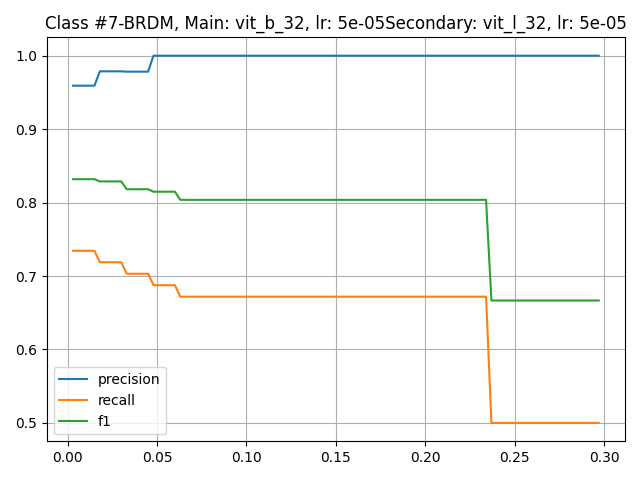 Class #7-BRDM, Main: vit_b_32, lr: 5e-05Secondary: vit_l_32, lr: 5e-05
1.0
0.9
0.8
0.7
0.6
0.5
precision
recall
f1
0.00 0.05 0.10 0.15 0.20 0.25 0.30